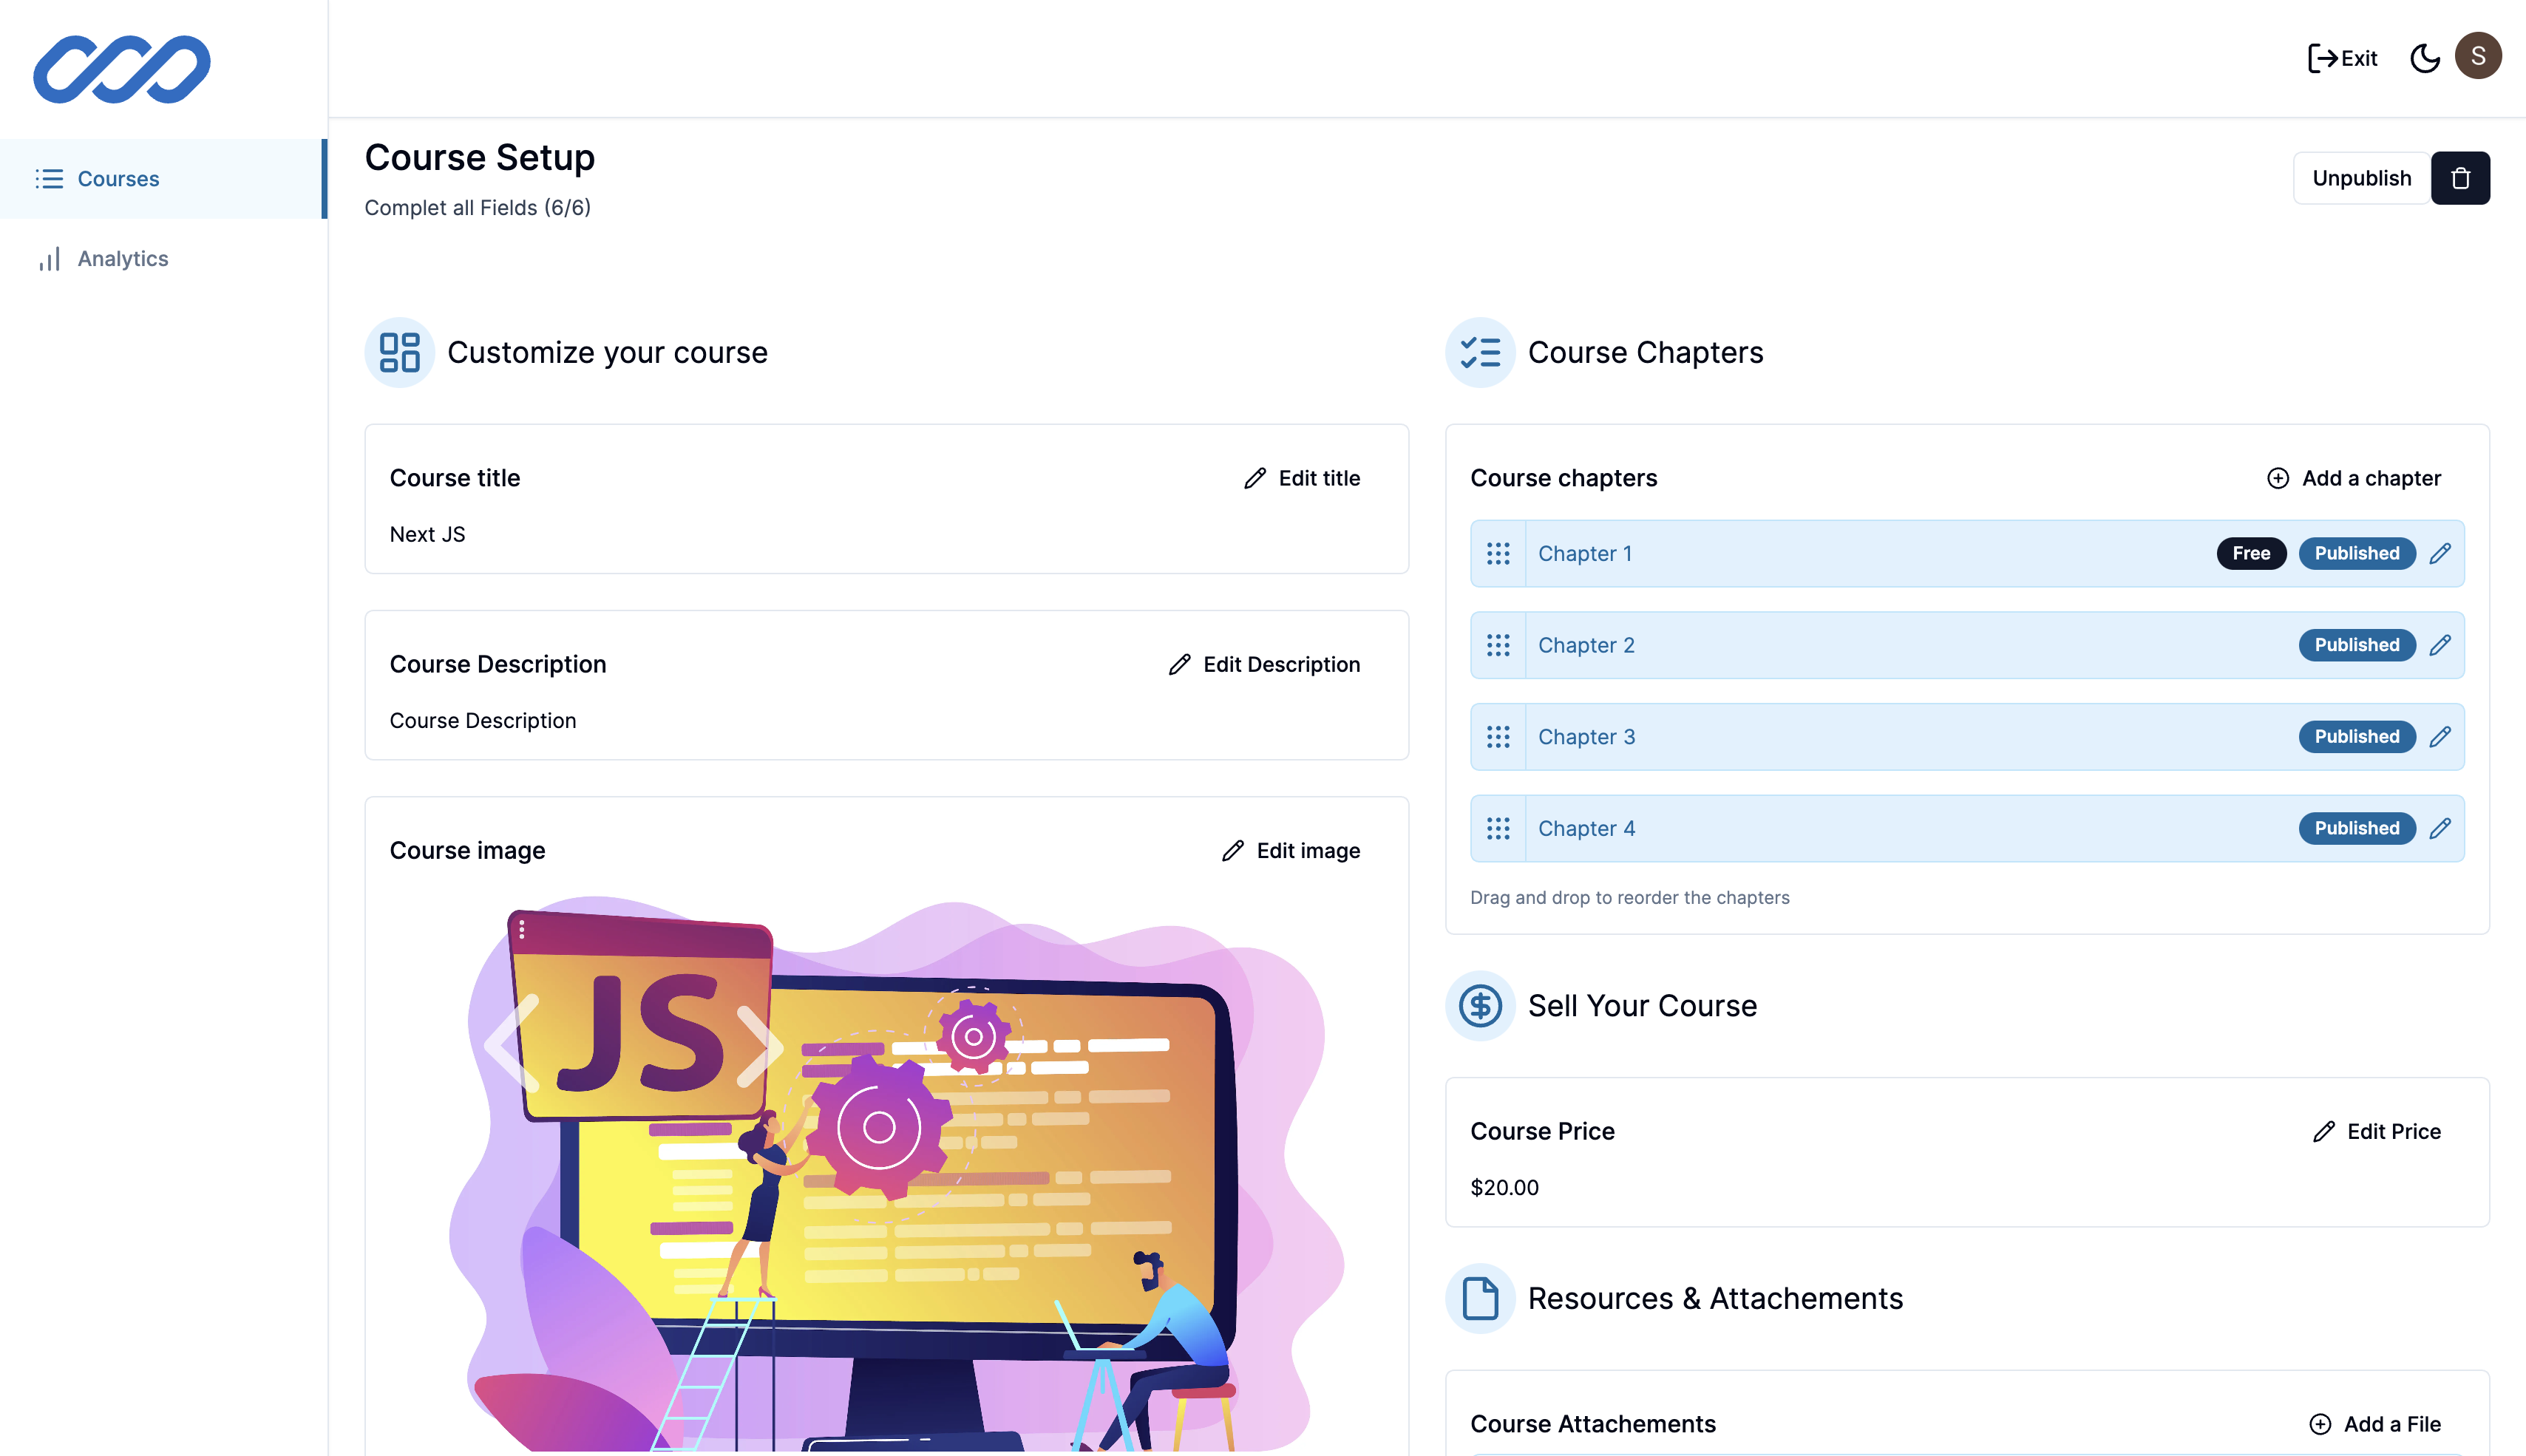 Exit
S
Courses
Analytics
Course Setup
Complet all Fields (6/6)
Unpublish
Customize your course
Course title
Edit title
Next JS
Course Description
Edit Description
Course Description
Course image
Edit image
JS
Course Chapters
Course chapters
Add a chapter
Chapter 1
Free
Published
Chapter 2
Published
Chapter 3
Published
Chapter 4
Published
Drag and drop to reorder the chapters
Sell Your Course
Course Price
Edit Price
$20.00
Resources & Attachements
Course Attachements
Add a File